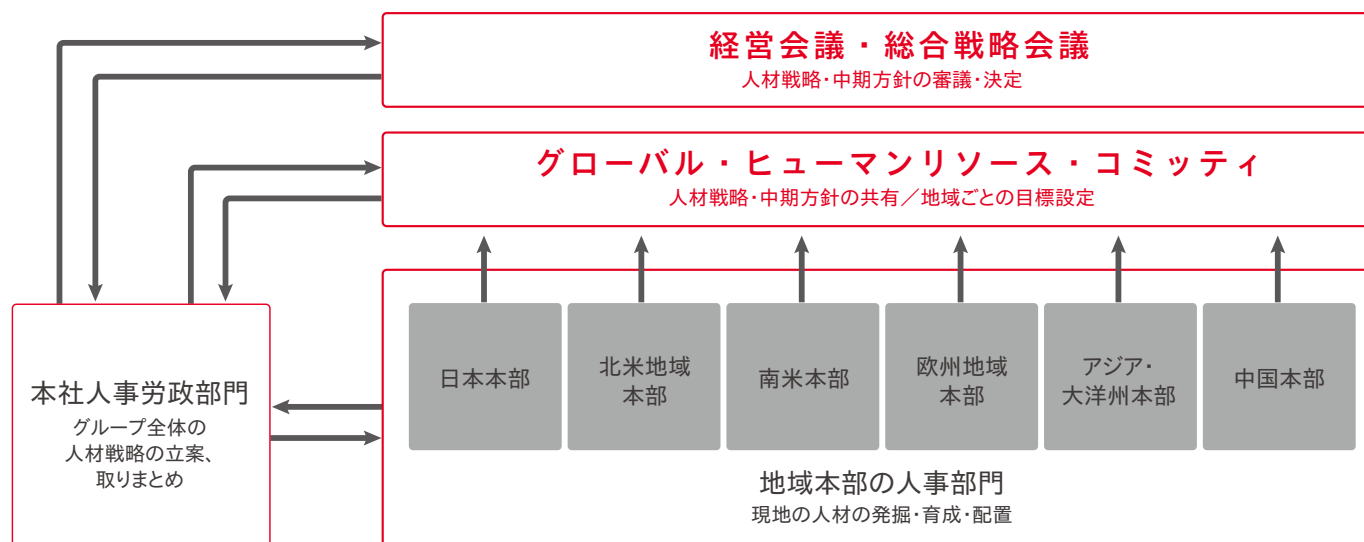 経営会議・総合戦略会議
人材戦略・中期方針の審議・決定
グローバル・ヒューマンリソース・コミッティ
人材戦略・中期方針の共有／地域ごとの目標設定
本社人事労政部門
グループ全体の
人材戦略の立案、
取りまとめ
日本本部
北米地域
本部
南米本部
欧州地域
本部
アジア・
大洋州本部
中国本部
地域本部の人事部門
現地の人材の発掘・育成・配置